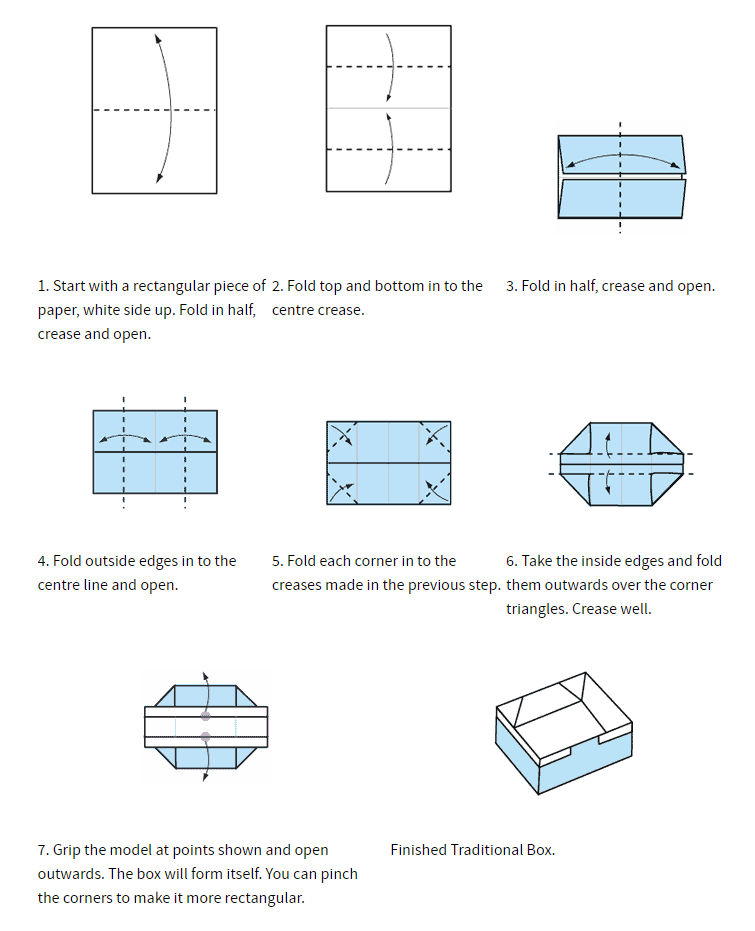 1. Start with a rectangular piece of
paper, white side up. Fold in half,
crease and open.
2. Fold top and bottom in to the
centre crease.
3. Fold in half, crease and open.
4. Fold outside edges in to the
centre line and open.
5. Fold each corner in to the
creases made in the previous step.
6. Take the inside edges and fold
them outwards over the corner
triangles. Crease well.
7. Grip the model at points shown and open
outwards. The box will form itself. You can pinch
the corners to make it more rectangular.
Finished Traditional Box.